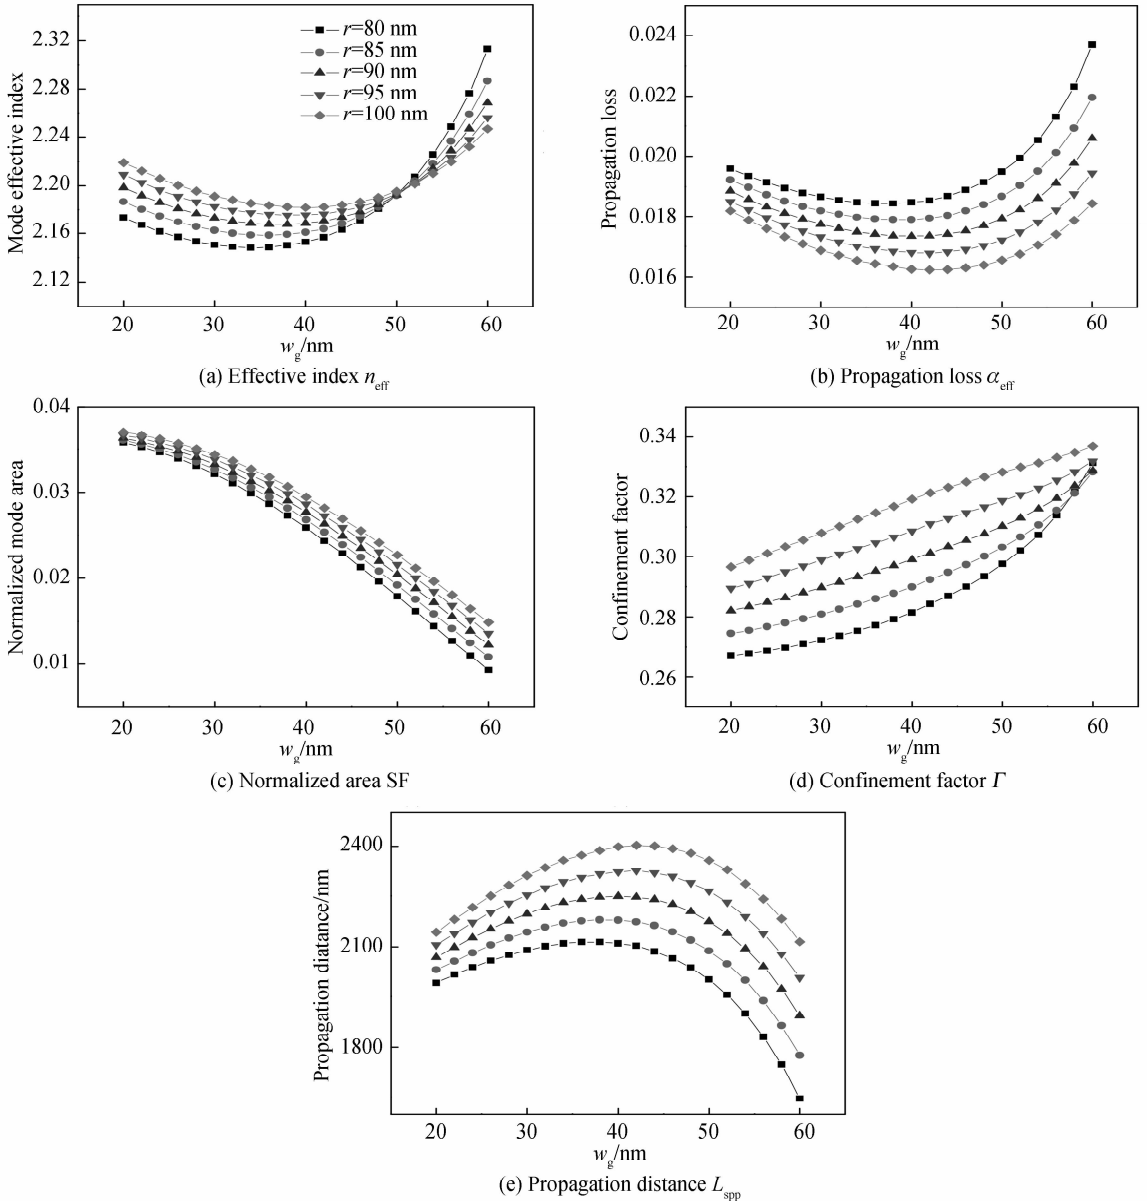 2.32
2.28
2.24
2.20
2.16
2.12
Mode effective index
r=80 nm
r=85 nm
r=90 nm
r=95 nm
r=100 nm
20 30 40 50 60
wg/nm
(a) Effective index neff
0.024
0.022
0.020
0.018
0.016
Propagation loss
20 30 40 50 60
wg/nm
(b) Propagation loss αeff
0.04
0.03
0.02
0.01
Normalized mode area
20 30 40 50 60
wg/nm
(c) Normalized area SF
0.34
0.32
0.30
0.28
0.26
Confinement factor
20 30 40 50 60
wg/nm
(d) Confinement factor Γ
2400
2100
1800
Propagation diatance/nm
20 30 40 50 60
wg/nm
(e) Propagation distance Lspp